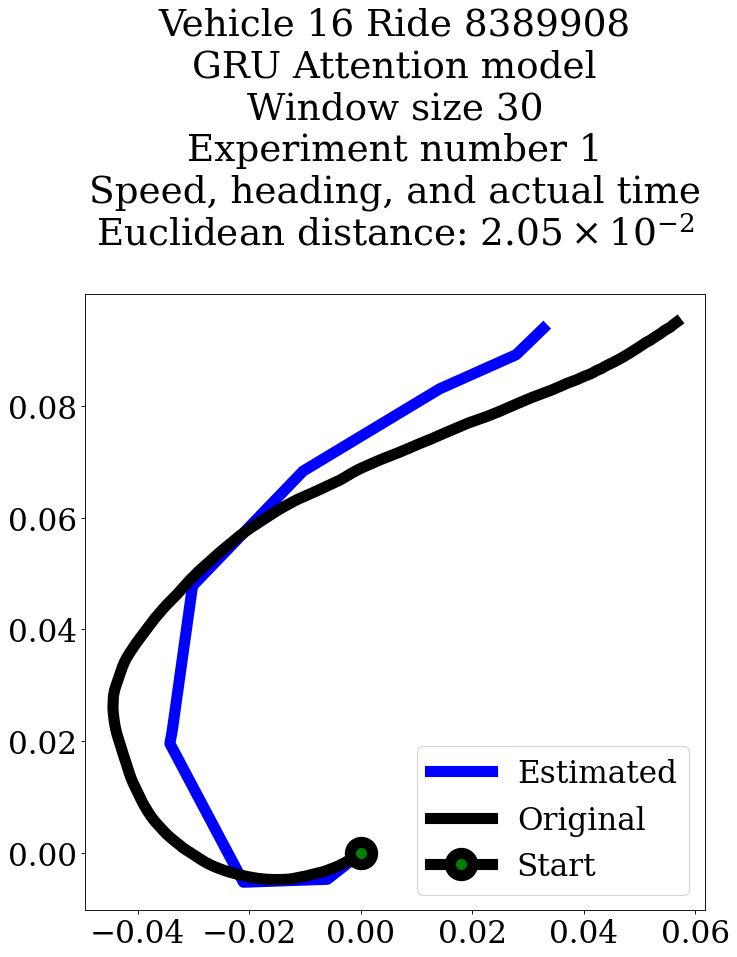 Vehicle 16 Ride 8389908
GRU Attention model
Window size 30
Experiment number 1
Speed, heading, and actual time
Euclidean distance: 2.05 × 10⁻²
0.08
0.06
0.04
0.02
0.00
Estimated
Original
Start
−0.04 −0.02 0.00 0.02 0.04 0.06